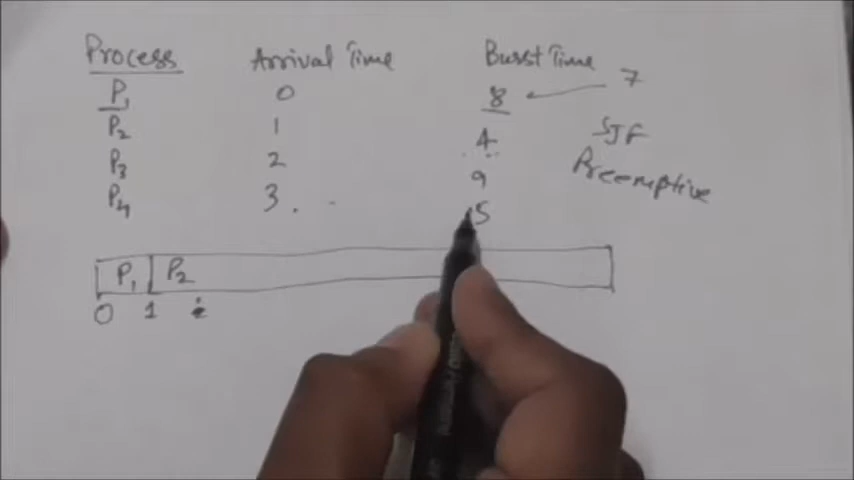 Process Arrival Time Burst Time
P1 0 8 7
P2 1 4 SJF
P3 2 9 Preemptive
P4 3 5
P1 P2
0 1